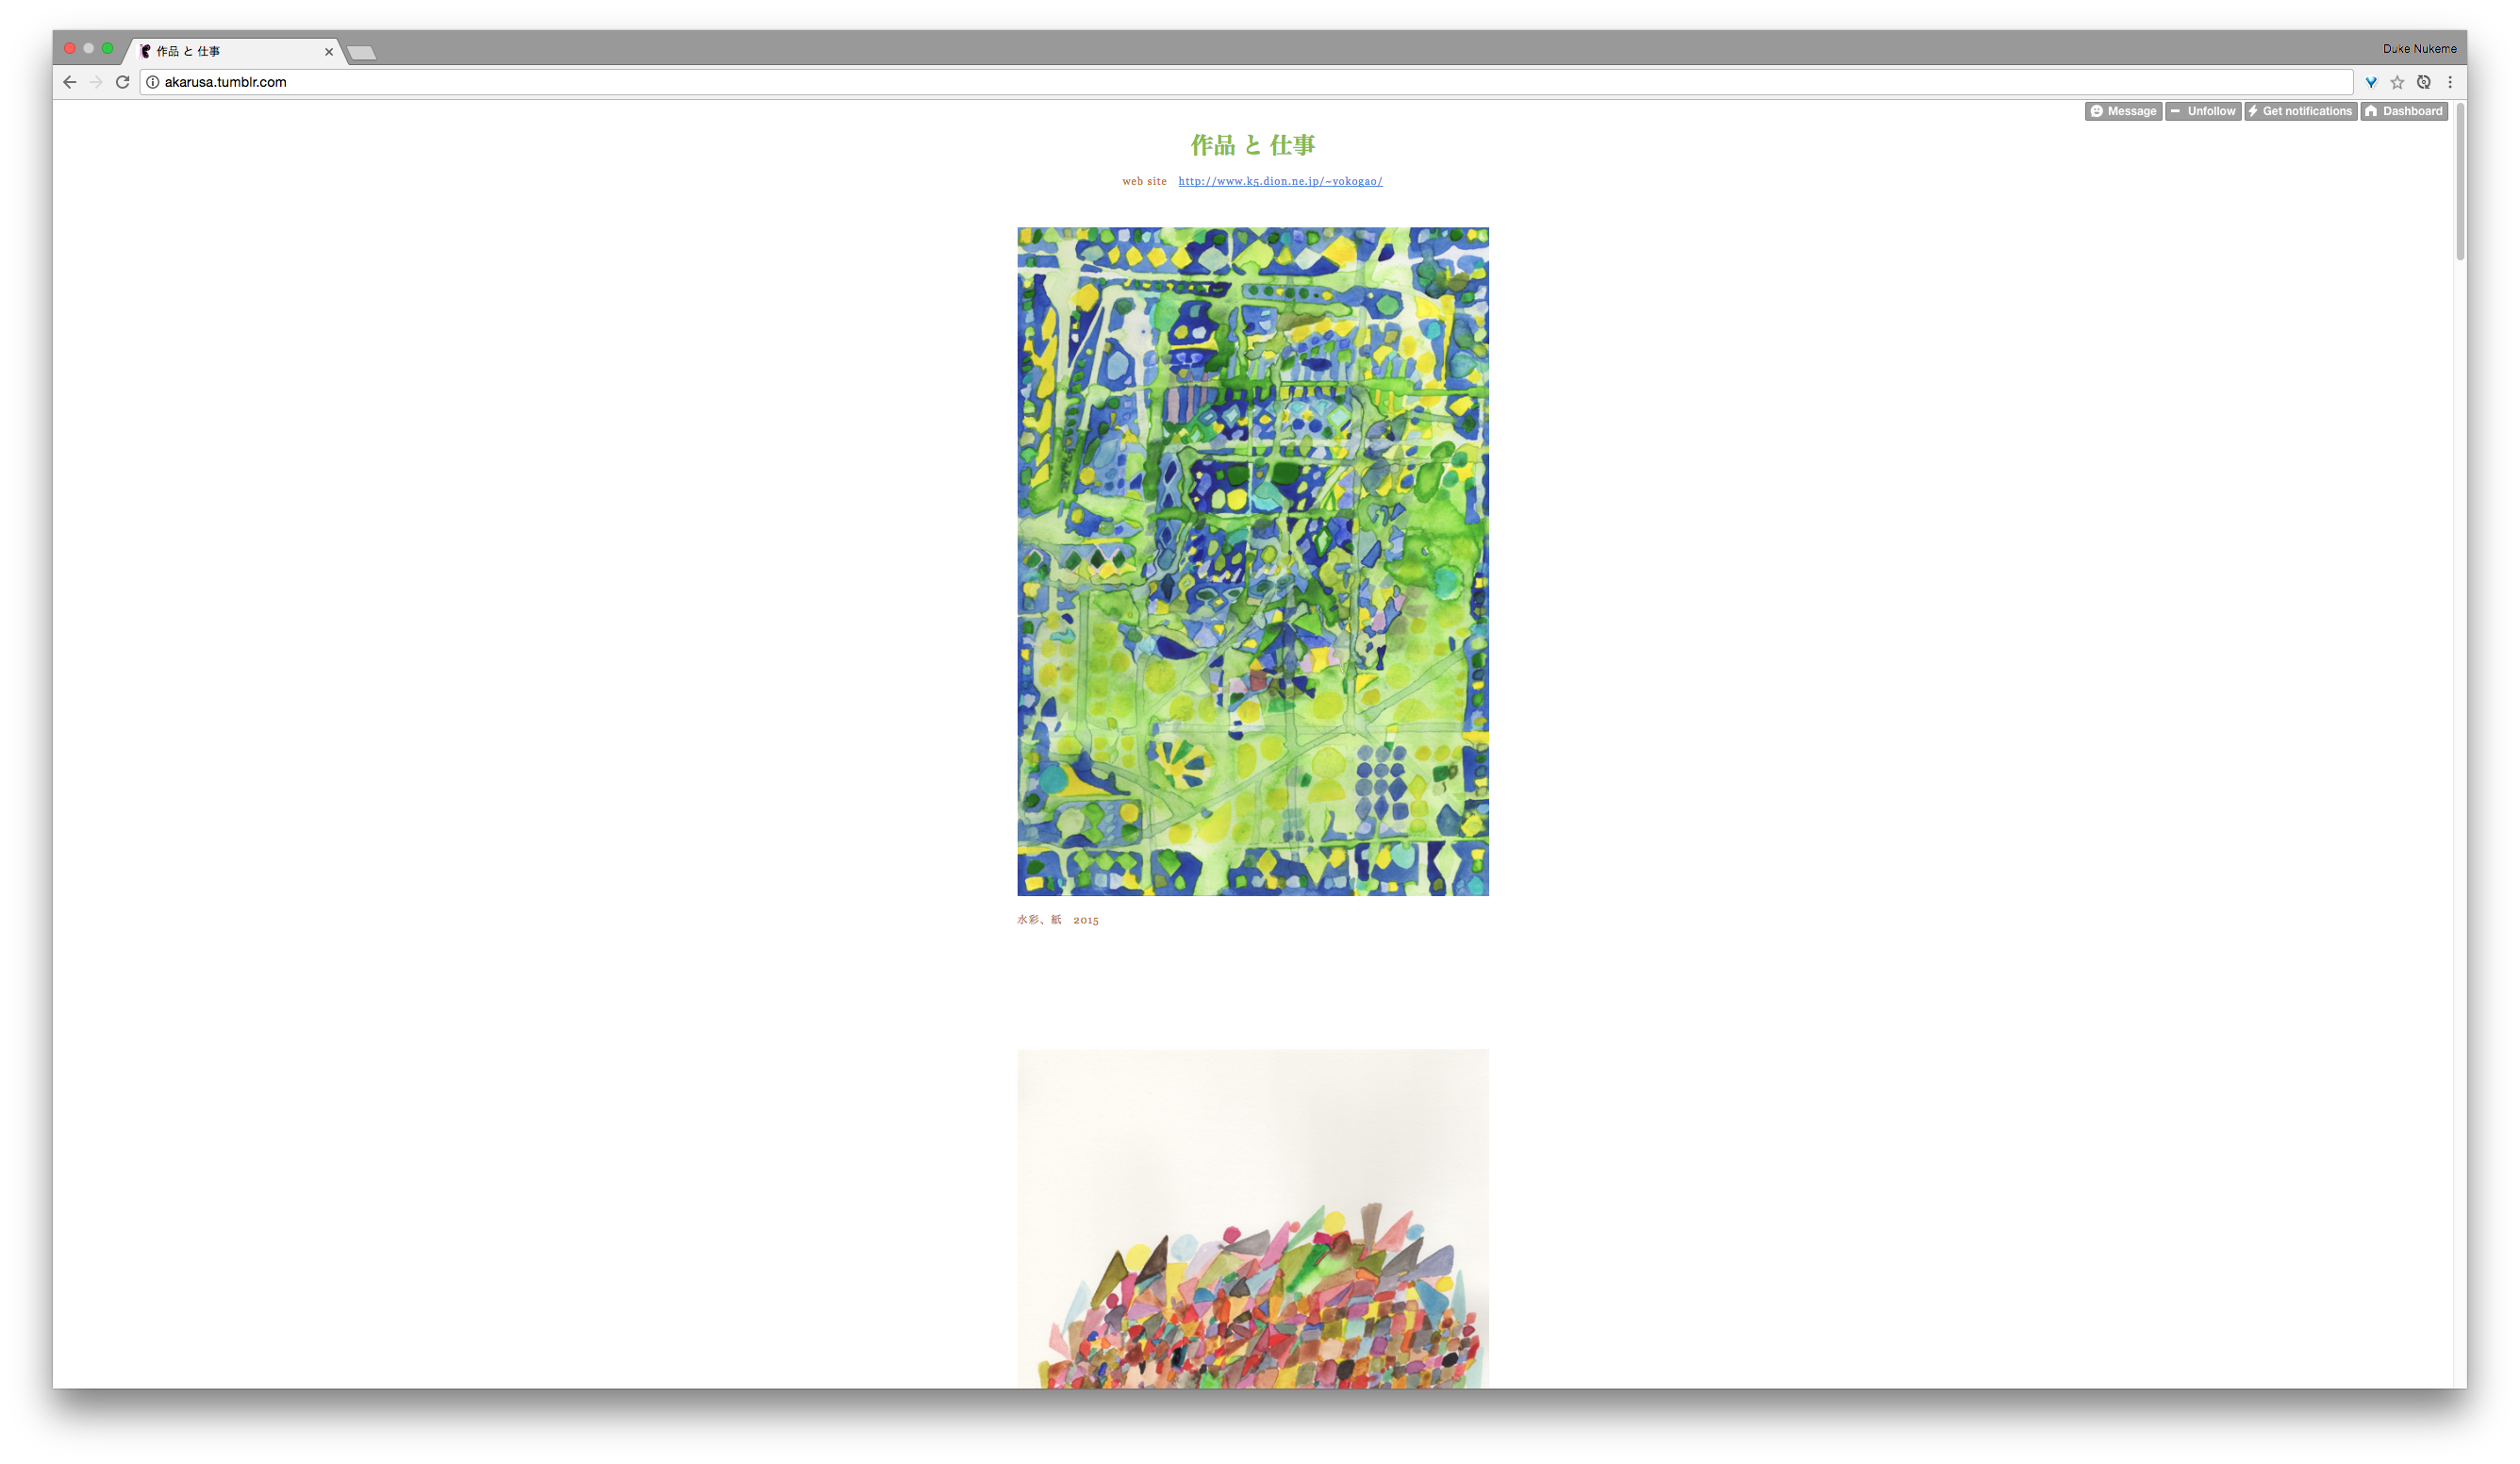 作品 と 仕事
Duke Nukeme
akarusa.tumblr.com
Message Unfollow Get notifications Dashboard
作品 と 仕事
web site http://www.k5.dion.ne.jp/~yokogao/
水彩、紙 2015